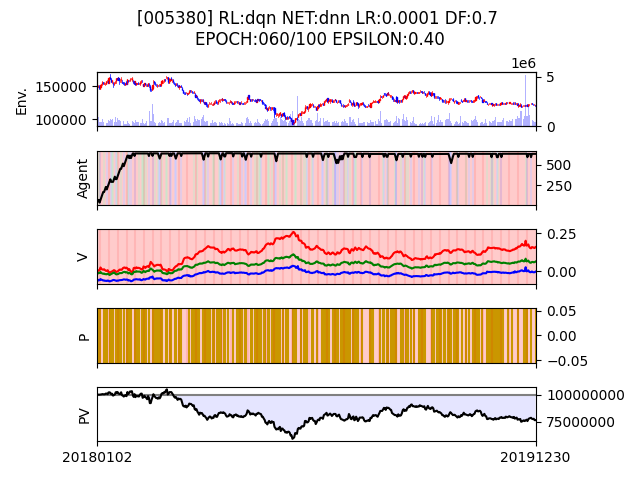 [005380] RL:dqn NET:dnn LR:0.0001 DF:0.7
EPOCH:060/100 EPSILON:0.40
1e6
Env.
150000
100000
5
0
Agent
500
250
V
0.25
0.00
P
0.05
0.00
−0.05
PV
100000000
75000000
20180102
20191230